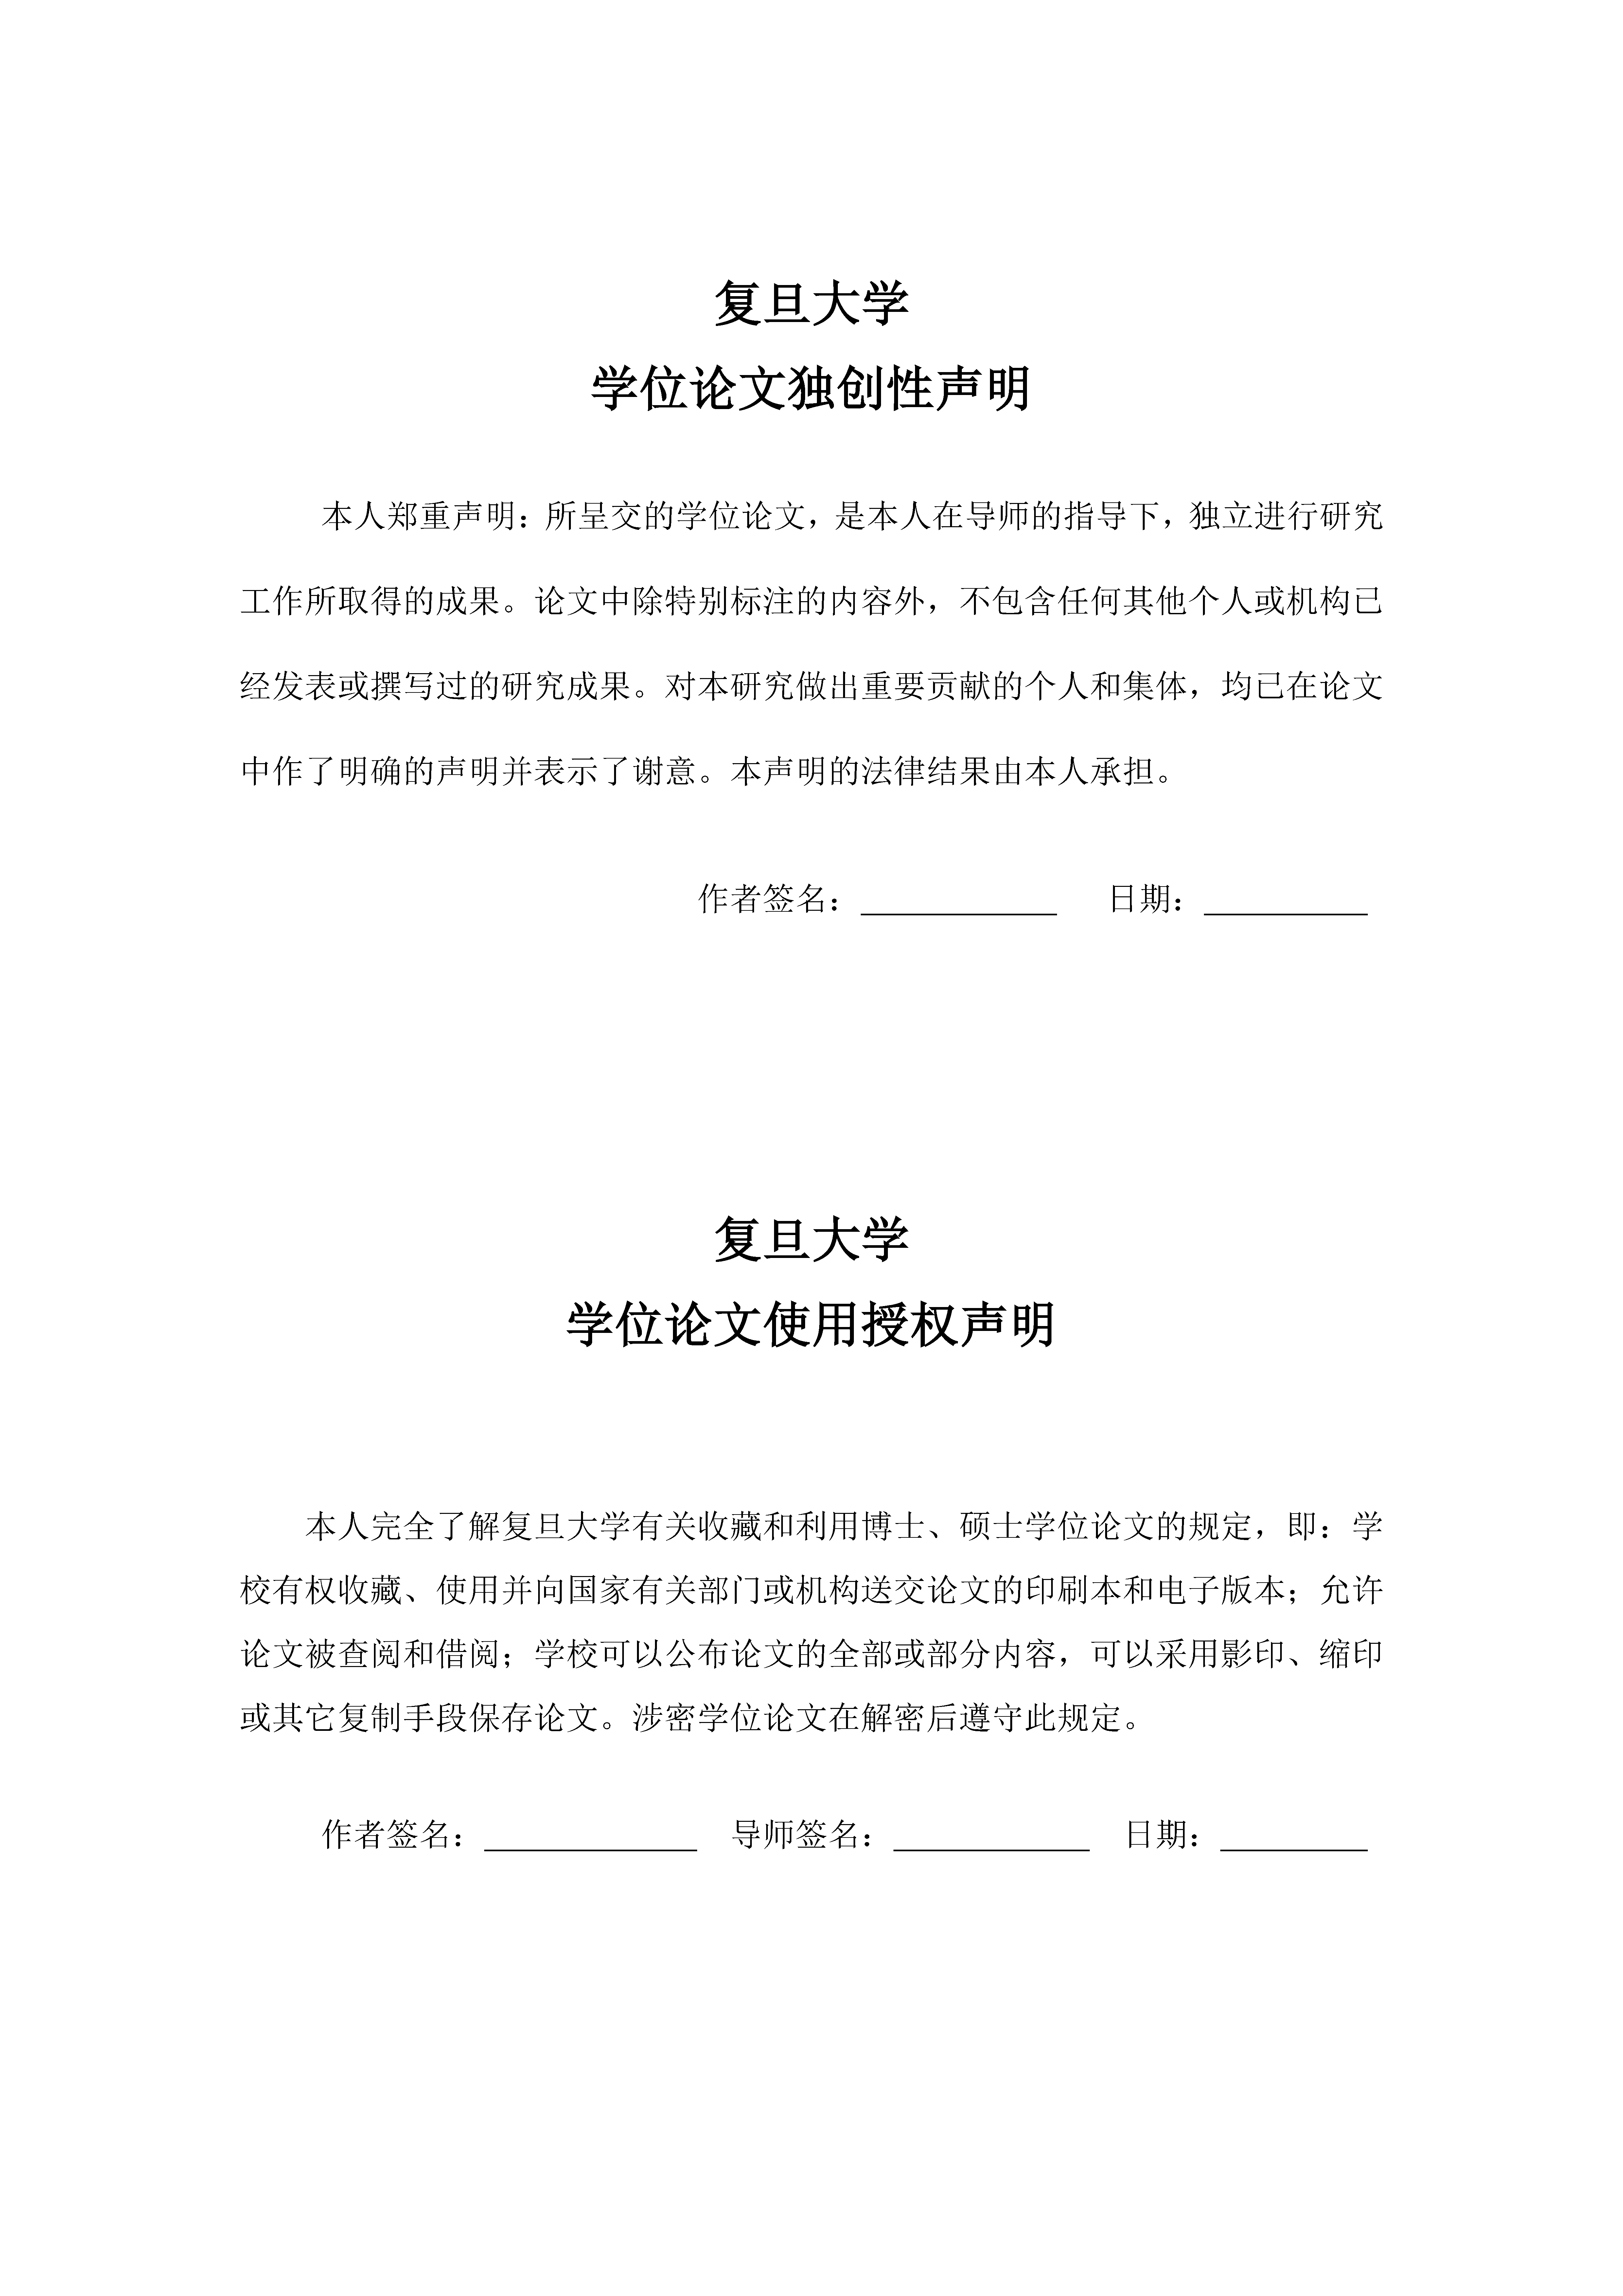 复旦大学
学位论文独创性声明
本人郑重声明：所呈交的学位论文，是本人在导师的指导下，独立进行研究
工作所取得的成果。论文中除特别标注的内容外，不包含任何其他个人或机构已
经发表或撰写过的研究成果。对本研究做出重要贡献的个人和集体，均已在论文
中作了明确的声明并表示了谢意。本声明的法律结果由本人承担。
作者签名：____________ 日期：__________
复旦大学
学位论文使用授权声明
本人完全了解复旦大学有关收藏和利用博士、硕士学位论文的规定，即：学
校有权收藏、使用并向国家有关部门或机构送交论文的印刷本和电子版本；允许
论文被查阅和借阅；学校可以公布论文的全部或部分内容，可以采用影印、缩印
或其它复制手段保存论文。涉密学位论文在解密后遵守此规定。
作者签名：_____________ 导师签名：____________ 日期：_________